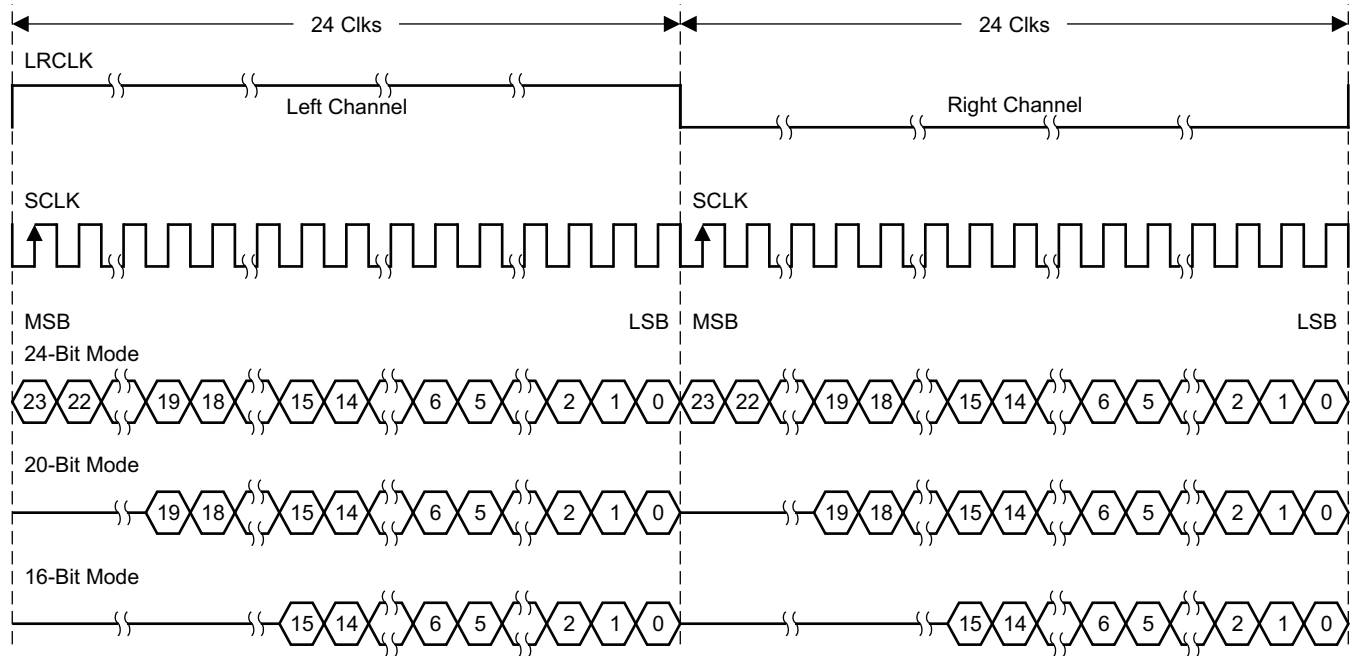 24 Clks 24 Clks
LRCLK
Left Channel Right Channel
SCLK SCLK
MSB LSB MSB LSB
24-Bit Mode
23 22 19 18 15 14 6 5 2 1 0 23 22 19 18 15 14 6 5 2 1 0
20-Bit Mode
19 18 15 14 6 5 2 1 0 19 18 15 14 6 5 2 1 0
16-Bit Mode
15 14 6 5 2 1 0 15 14 6 5 2 1 0